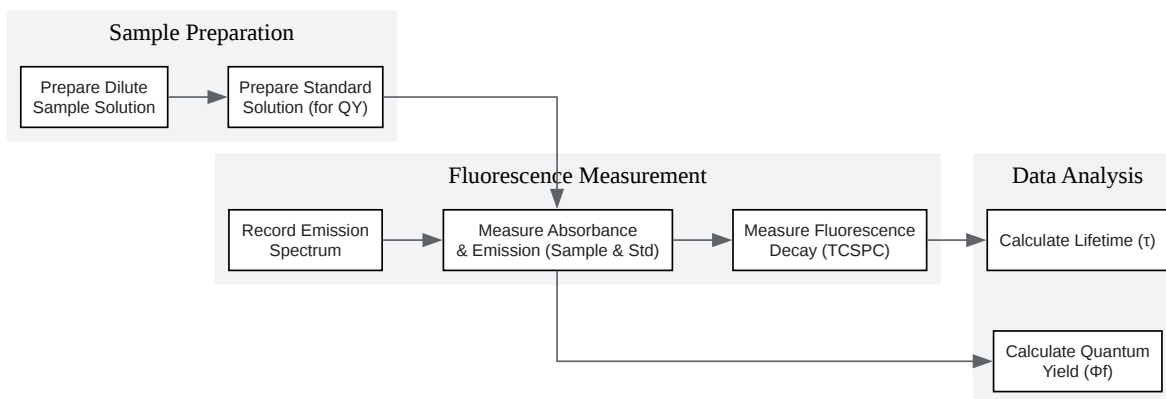 Sample Preparation
Prepare Dilute
Sample Solution
Prepare Standard
Solution (for QY)
Fluorescence Measurement
Record Emission
Spectrum
Measure Absorbance
& Emission (Sample & Std)
Measure Fluorescence
Decay (TCSPC)
Data Analysis
Calculate Lifetime (τ)
Calculate Quantum
Yield (Φf)